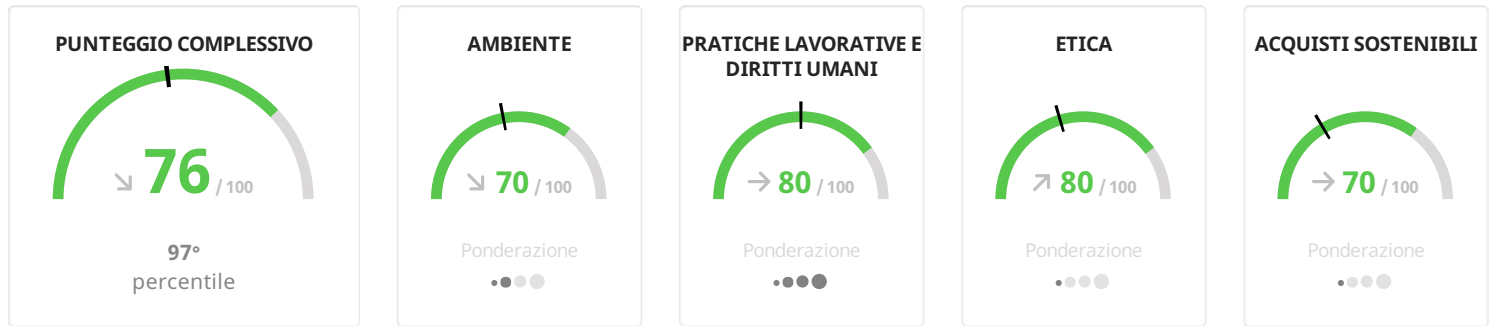 PUNTEGGIO COMPLESSIVO
76 / 100
97°
percentile
AMBIENTE
70 / 100
Ponderazione
PRATICHE LAVORATIVE E
DIRITTI UMANI
80 / 100
Ponderazione
ETICA
80 / 100
Ponderazione
ACQUISTI SOSTENIBILI
70 / 100
Ponderazione